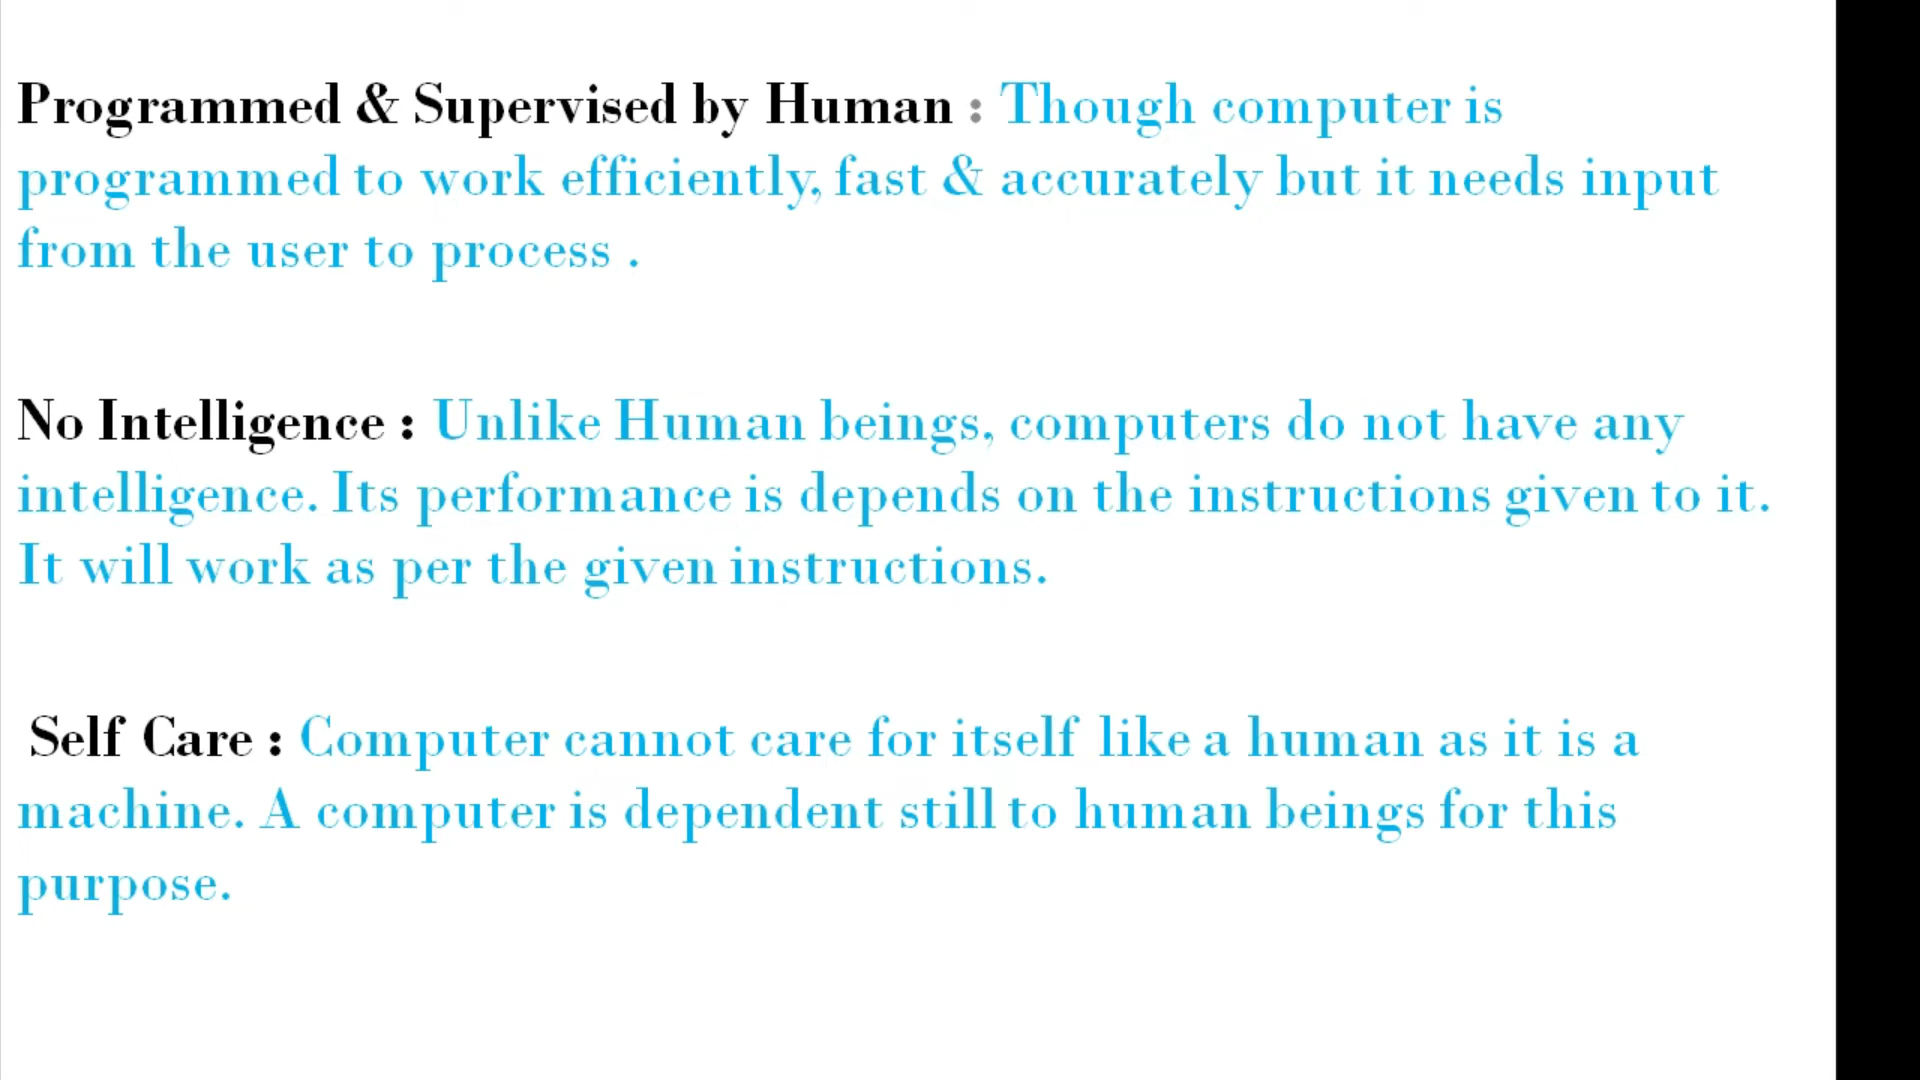 Programmed & Supervised by Human : Though computer is
programmed to work efficiently, fast & accurately but it needs input
from the user to process .
No Intelligence : Unlike Human beings, computers do not have any
intelligence. Its performance is depends on the instructions given to it.
It will work as per the given instructions.
Self Care : Computer cannot care for itself like a human as it is a
machine. A computer is dependent still to human beings for this
purpose.